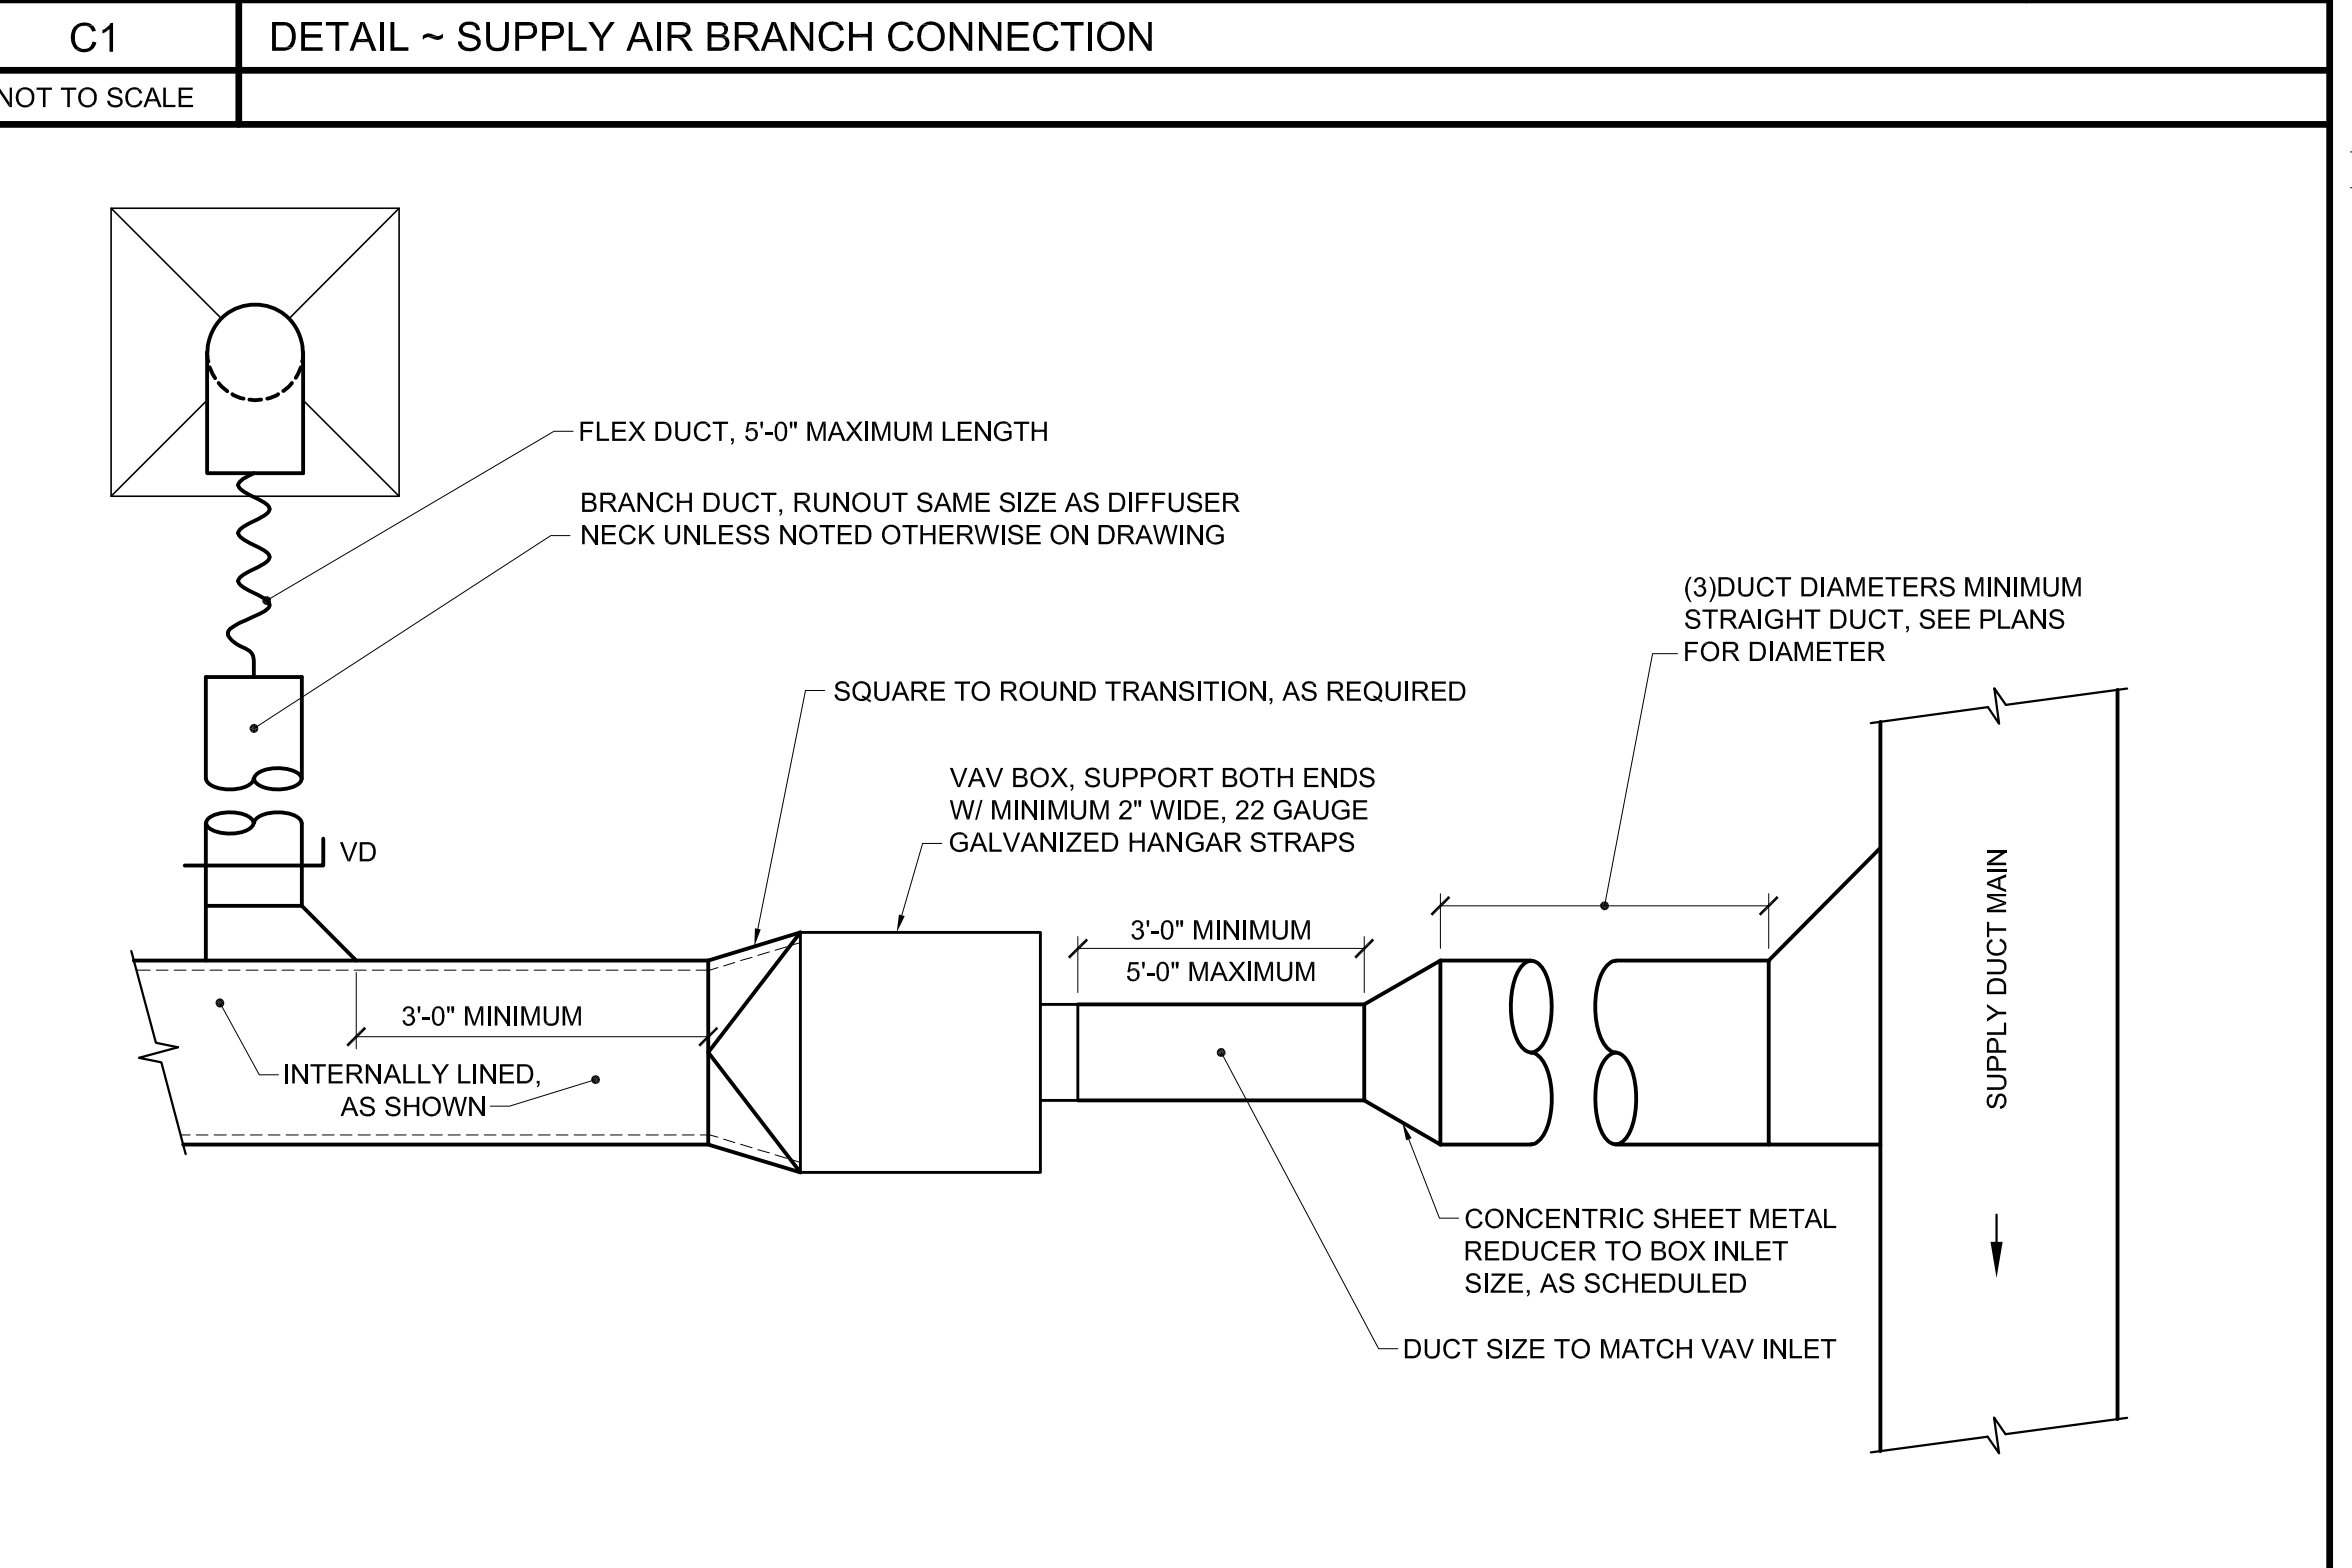 C1
DETAIL ~ SUPPLY AIR BRANCH CONNECTION
NOT TO SCALE
FLEX DUCT, 5'-0" MAXIMUM LENGTH
BRANCH DUCT, RUNOUT SAME SIZE AS DIFFUSER
NECK UNLESS NOTED OTHERWISE ON DRAWING
(3)DUCT DIAMETERS MINIMUM
STRAIGHT DUCT, SEE PLANS
FOR DIAMETER
SQUARE TO ROUND TRANSITION, AS REQUIRED
VAV BOX, SUPPORT BOTH ENDS
W/ MINIMUM 2" WIDE, 22 GAUGE
GALVANIZED HANGAR STRAPS
VD
3'-0" MINIMUM
5'-0" MAXIMUM
SUPPLY DUCT MAIN
3'-0" MINIMUM
INTERNALLY LINED,
AS SHOWN
CONCENTRIC SHEET METAL
REDUCER TO BOX INLET
SIZE, AS SCHEDULED
DUCT SIZE TO MATCH VAV INLET